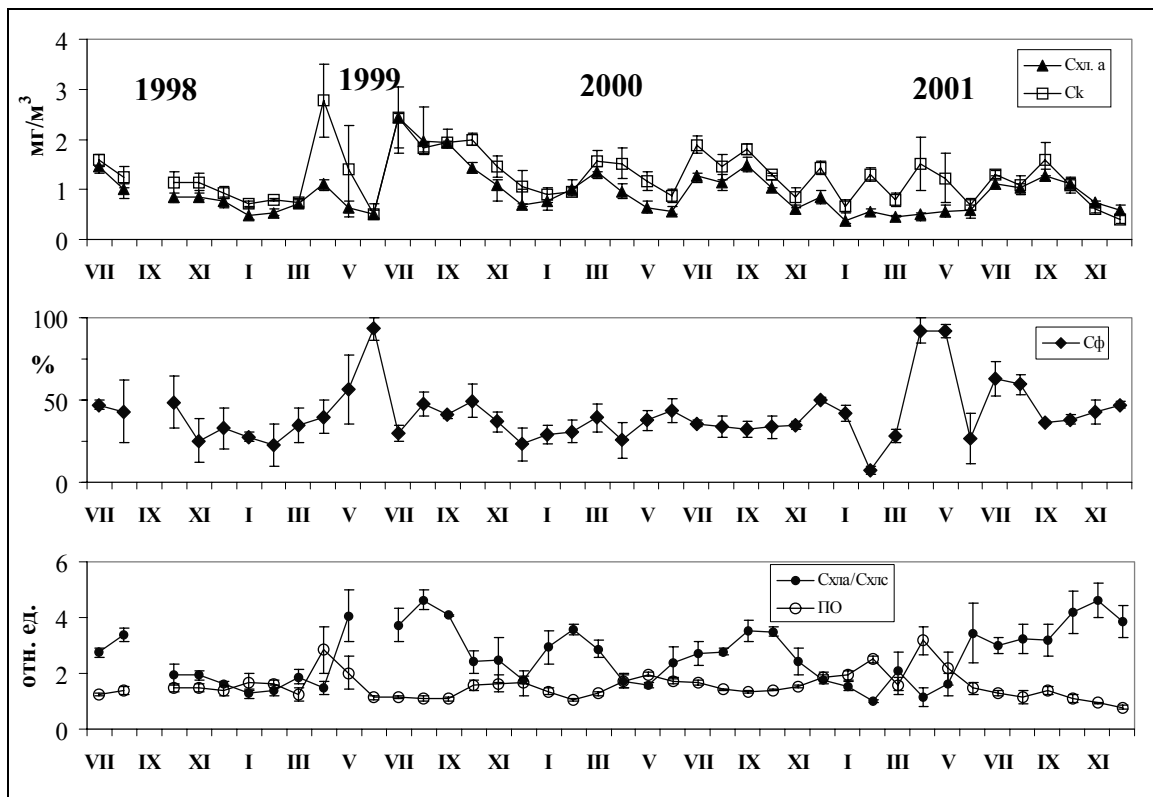 4
3
2
1
0
мг/м³
1998
1999
2000
2001
Схл. а
Ck
VII IX XI I III V VII IX XI I III V VII IX XI I III V VII IX XI
100
50
0
%
Сф
VII IX XI I III V VII IX XI I III V VII IX XI I III V VII IX XI
6
4
2
0
отн. ед.
Схла/Схлс
ПО
VII IX XI I III V VII IX XI I III V VII IX XI I III V VII IX XI